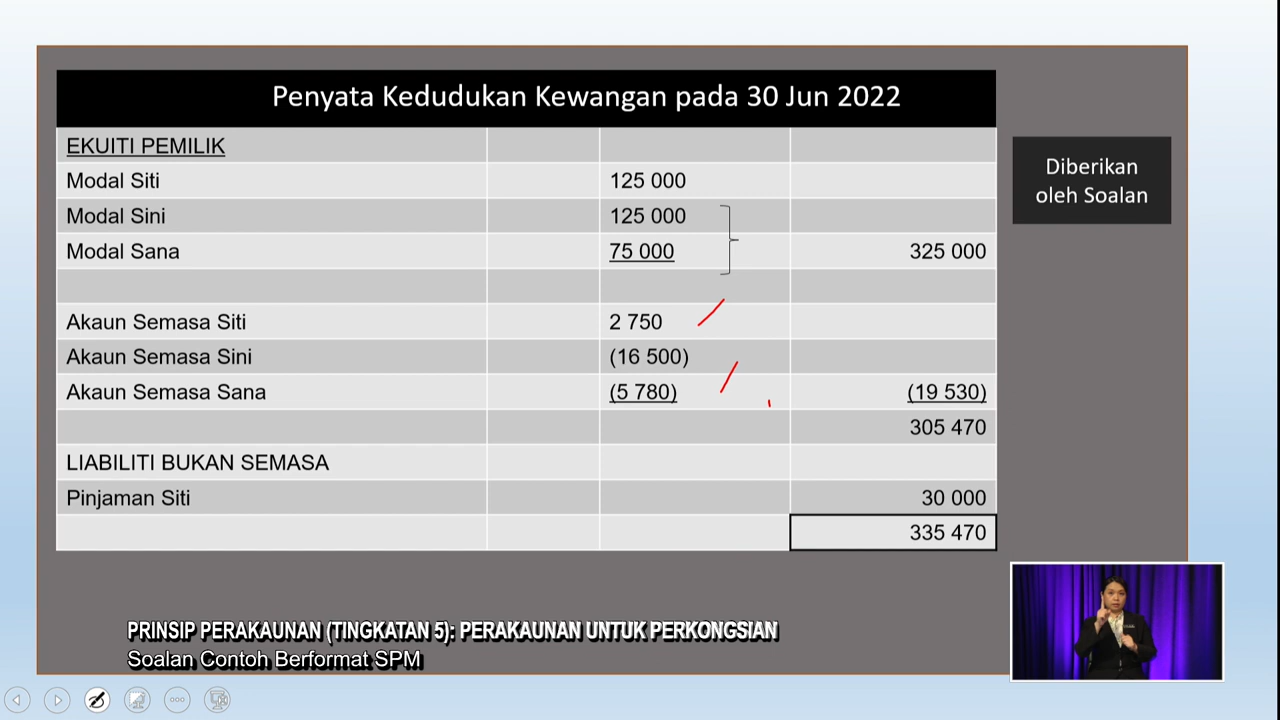 Penyata Kedudukan Kewangan pada 30 Jun 2022
EKUITI PEMILIK
Modal Siti 125 000
Modal Sini 125 000
Modal Sana 75 000 325 000
Akaun Semasa Siti 2 750
Akaun Semasa Sini (16 500)
Akaun Semasa Sana (5 780) (19 530)
305 470
LIABILITI BUKAN SEMASA
Pinjaman Siti 30 000
335 470
Diberikan
oleh Soalan
PRINSIP PERAKAUNAN (TINGKATAN 5): PERAKAUNAN UNTUK PERKONGSIAN
Soalan Contoh Berformat SPM